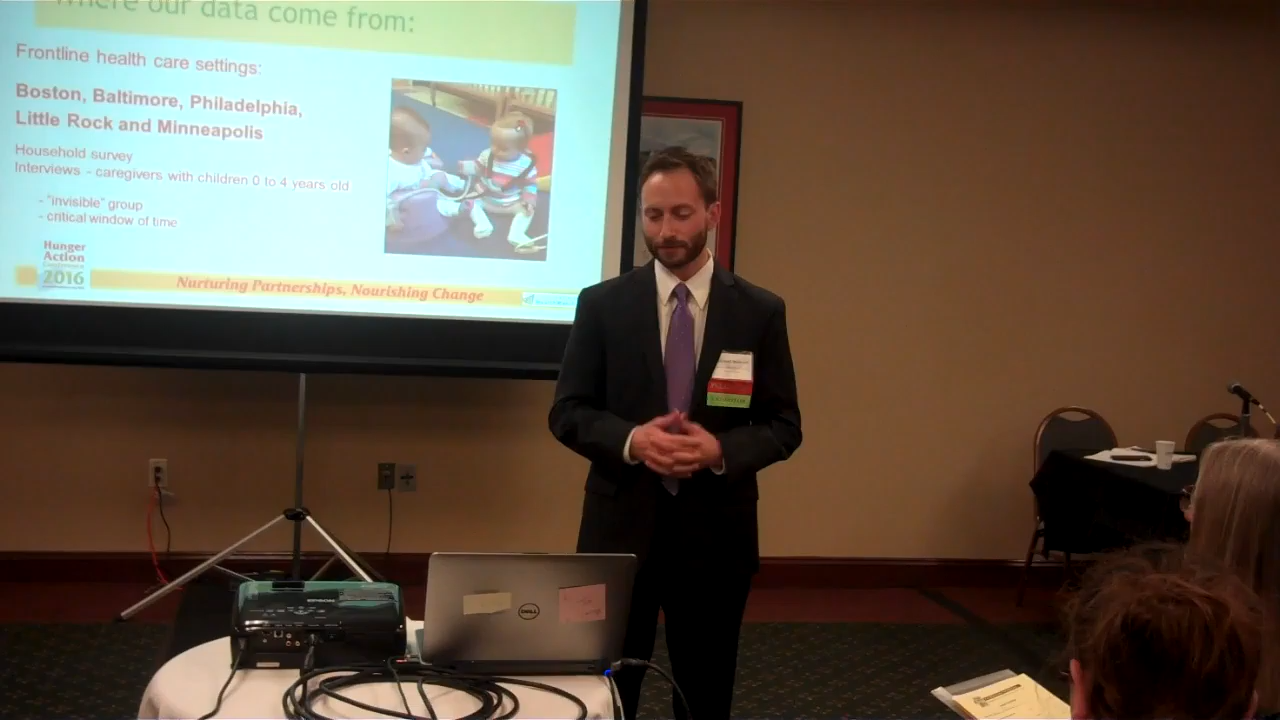 where our data come from:
Frontline health care settings:
Boston, Baltimore, Philadelphia,
Little Rock and Minneapolis
Household survey
Interviews - caregivers with children 0 to 4 years old
- "invisible" group
- critical window of time
Hunger
Action
2016
Nurturing Partnerships, Nourishing Change
DELL